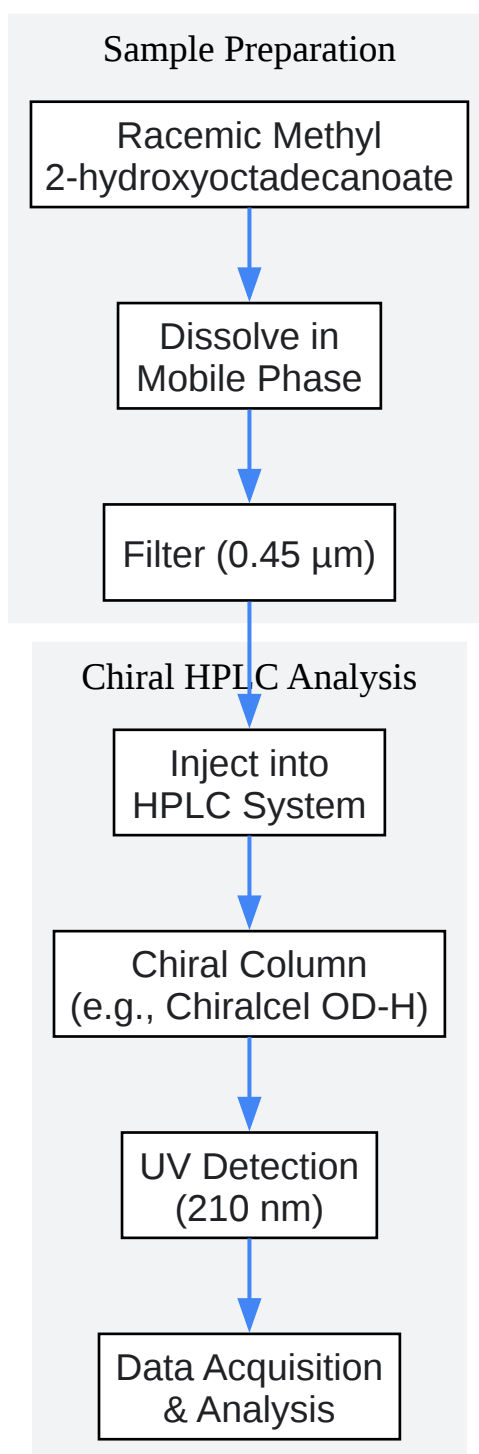 Sample Preparation
Racemic Methyl
2-hydroxyoctadecanoate
Dissolve in
Mobile Phase
Filter (0.45 µm)
Chiral HPLC Analysis
Inject into
HPLC System
Chiral Column
(e.g., Chiralcel OD-H)
UV Detection
(210 nm)
Data Acquisition
& Analysis